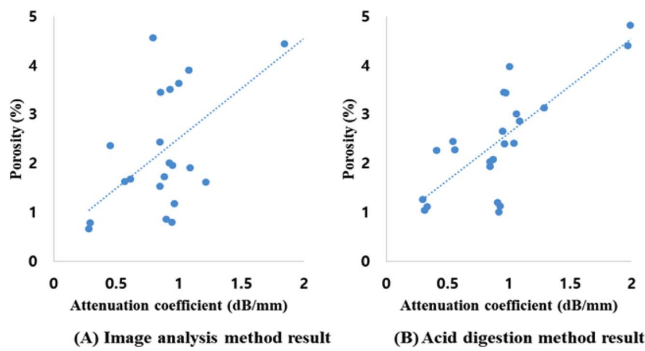 5
4
3
2
1
0
Porosity (%)
0 0.5 1 1.5 2
Attenuation coefficient (dB/mm)
(A) Image analysis method result
5
4
3
2
1
0
Porosity (%)
0 0.5 1 1.5 2
Attenuation coefficient (dB/mm)
(B) Acid digestion method result